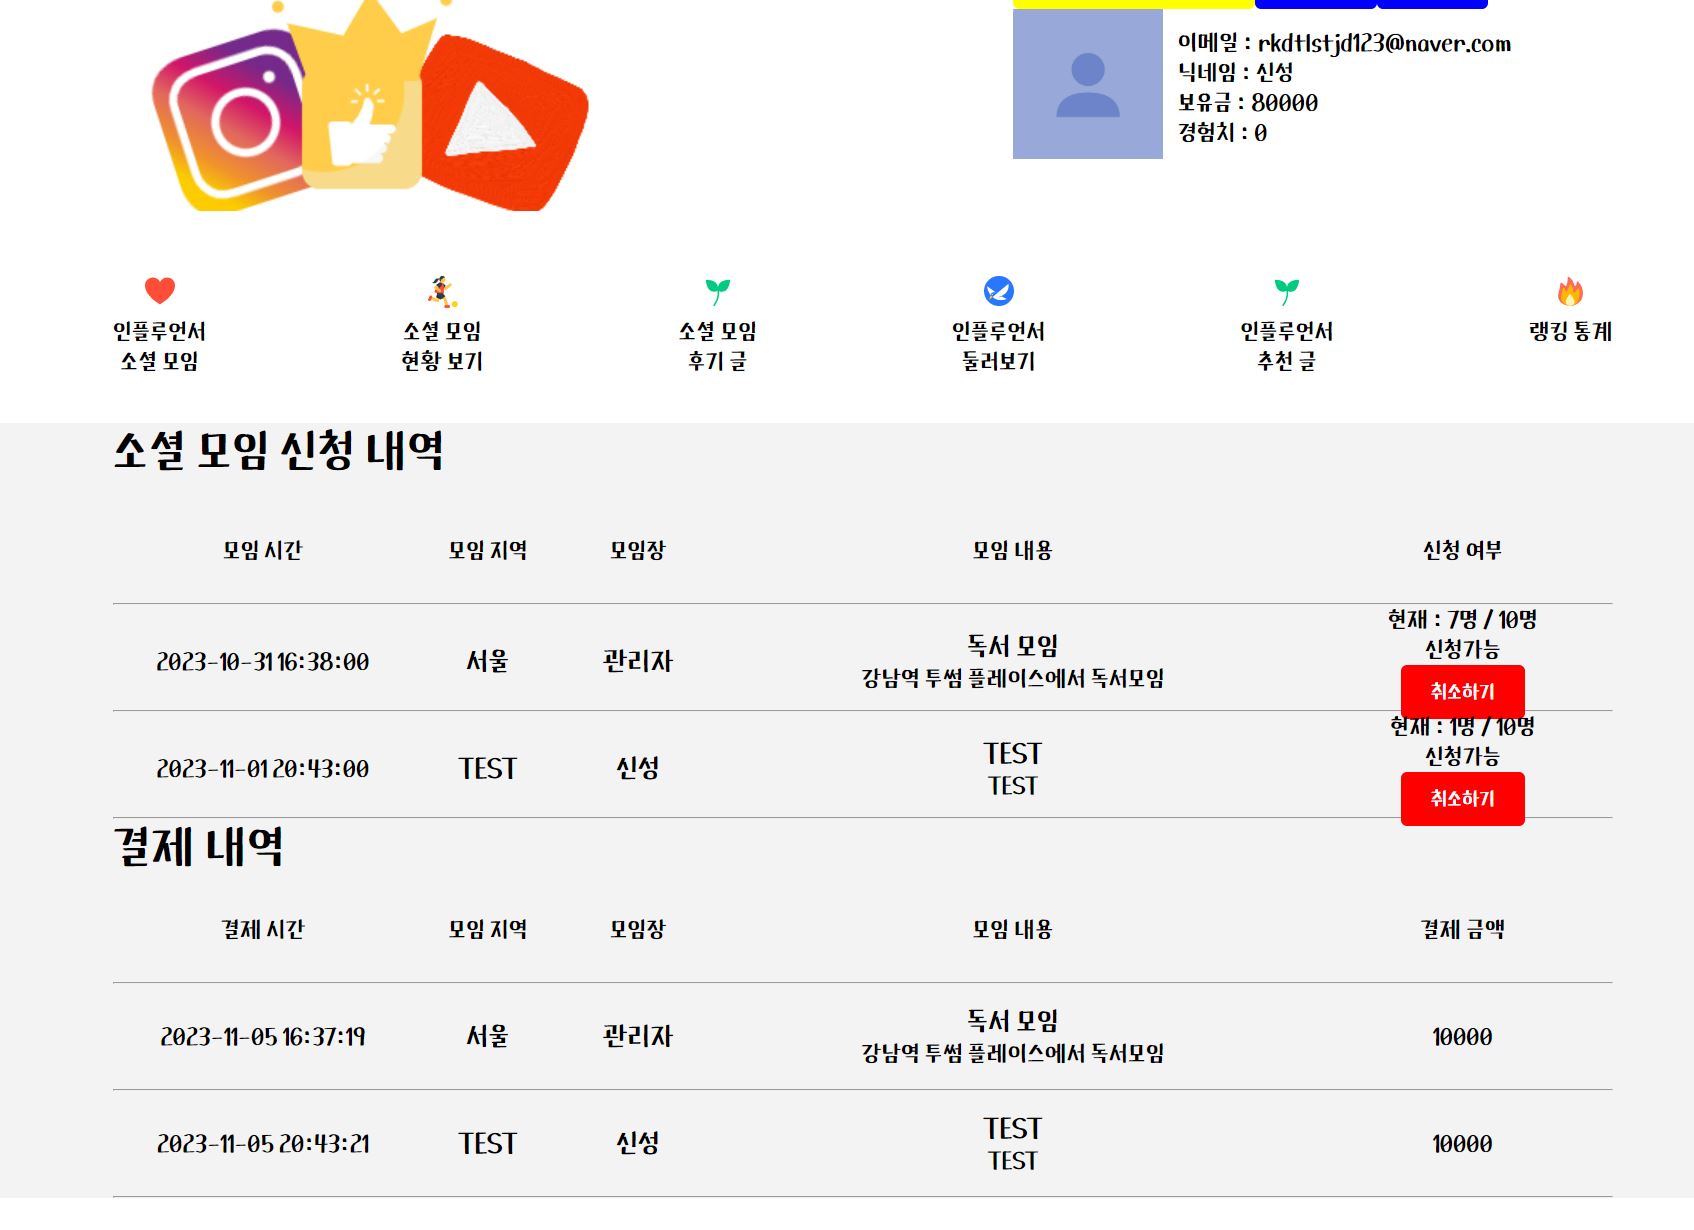 이메일 : rkdtlstjd123@naver.com
닉네임 : 신성
보유금 : 80000
경험치 : 0
인플루언서
소셜 모임
소셜 모임
현황 보기
소셜 모임
후기 글
인플루언서
둘러보기
인플루언서
추천 글
랭킹 통계
소셜 모임 신청 내역
모임 시간 모임 지역 모임장 모임 내용 신청 여부
현재 : 7명 / 10명
2023-10-31 16:38:00 서울 관리자 독서 모임 신청가능
강남역 투썸 플레이스에서 독서모임
취소하기
현재 : 1명 / 10명
2023-11-01 20:43:00 TEST 신성 TEST 신청가능
TEST
취소하기
결제 내역
결제 시간 모임 지역 모임장 모임 내용 결제 금액
2023-11-05 16:37:19 서울 관리자 독서 모임 10000
강남역 투썸 플레이스에서 독서모임
2023-11-05 20:43:21 TEST 신성 TEST 10000
TEST